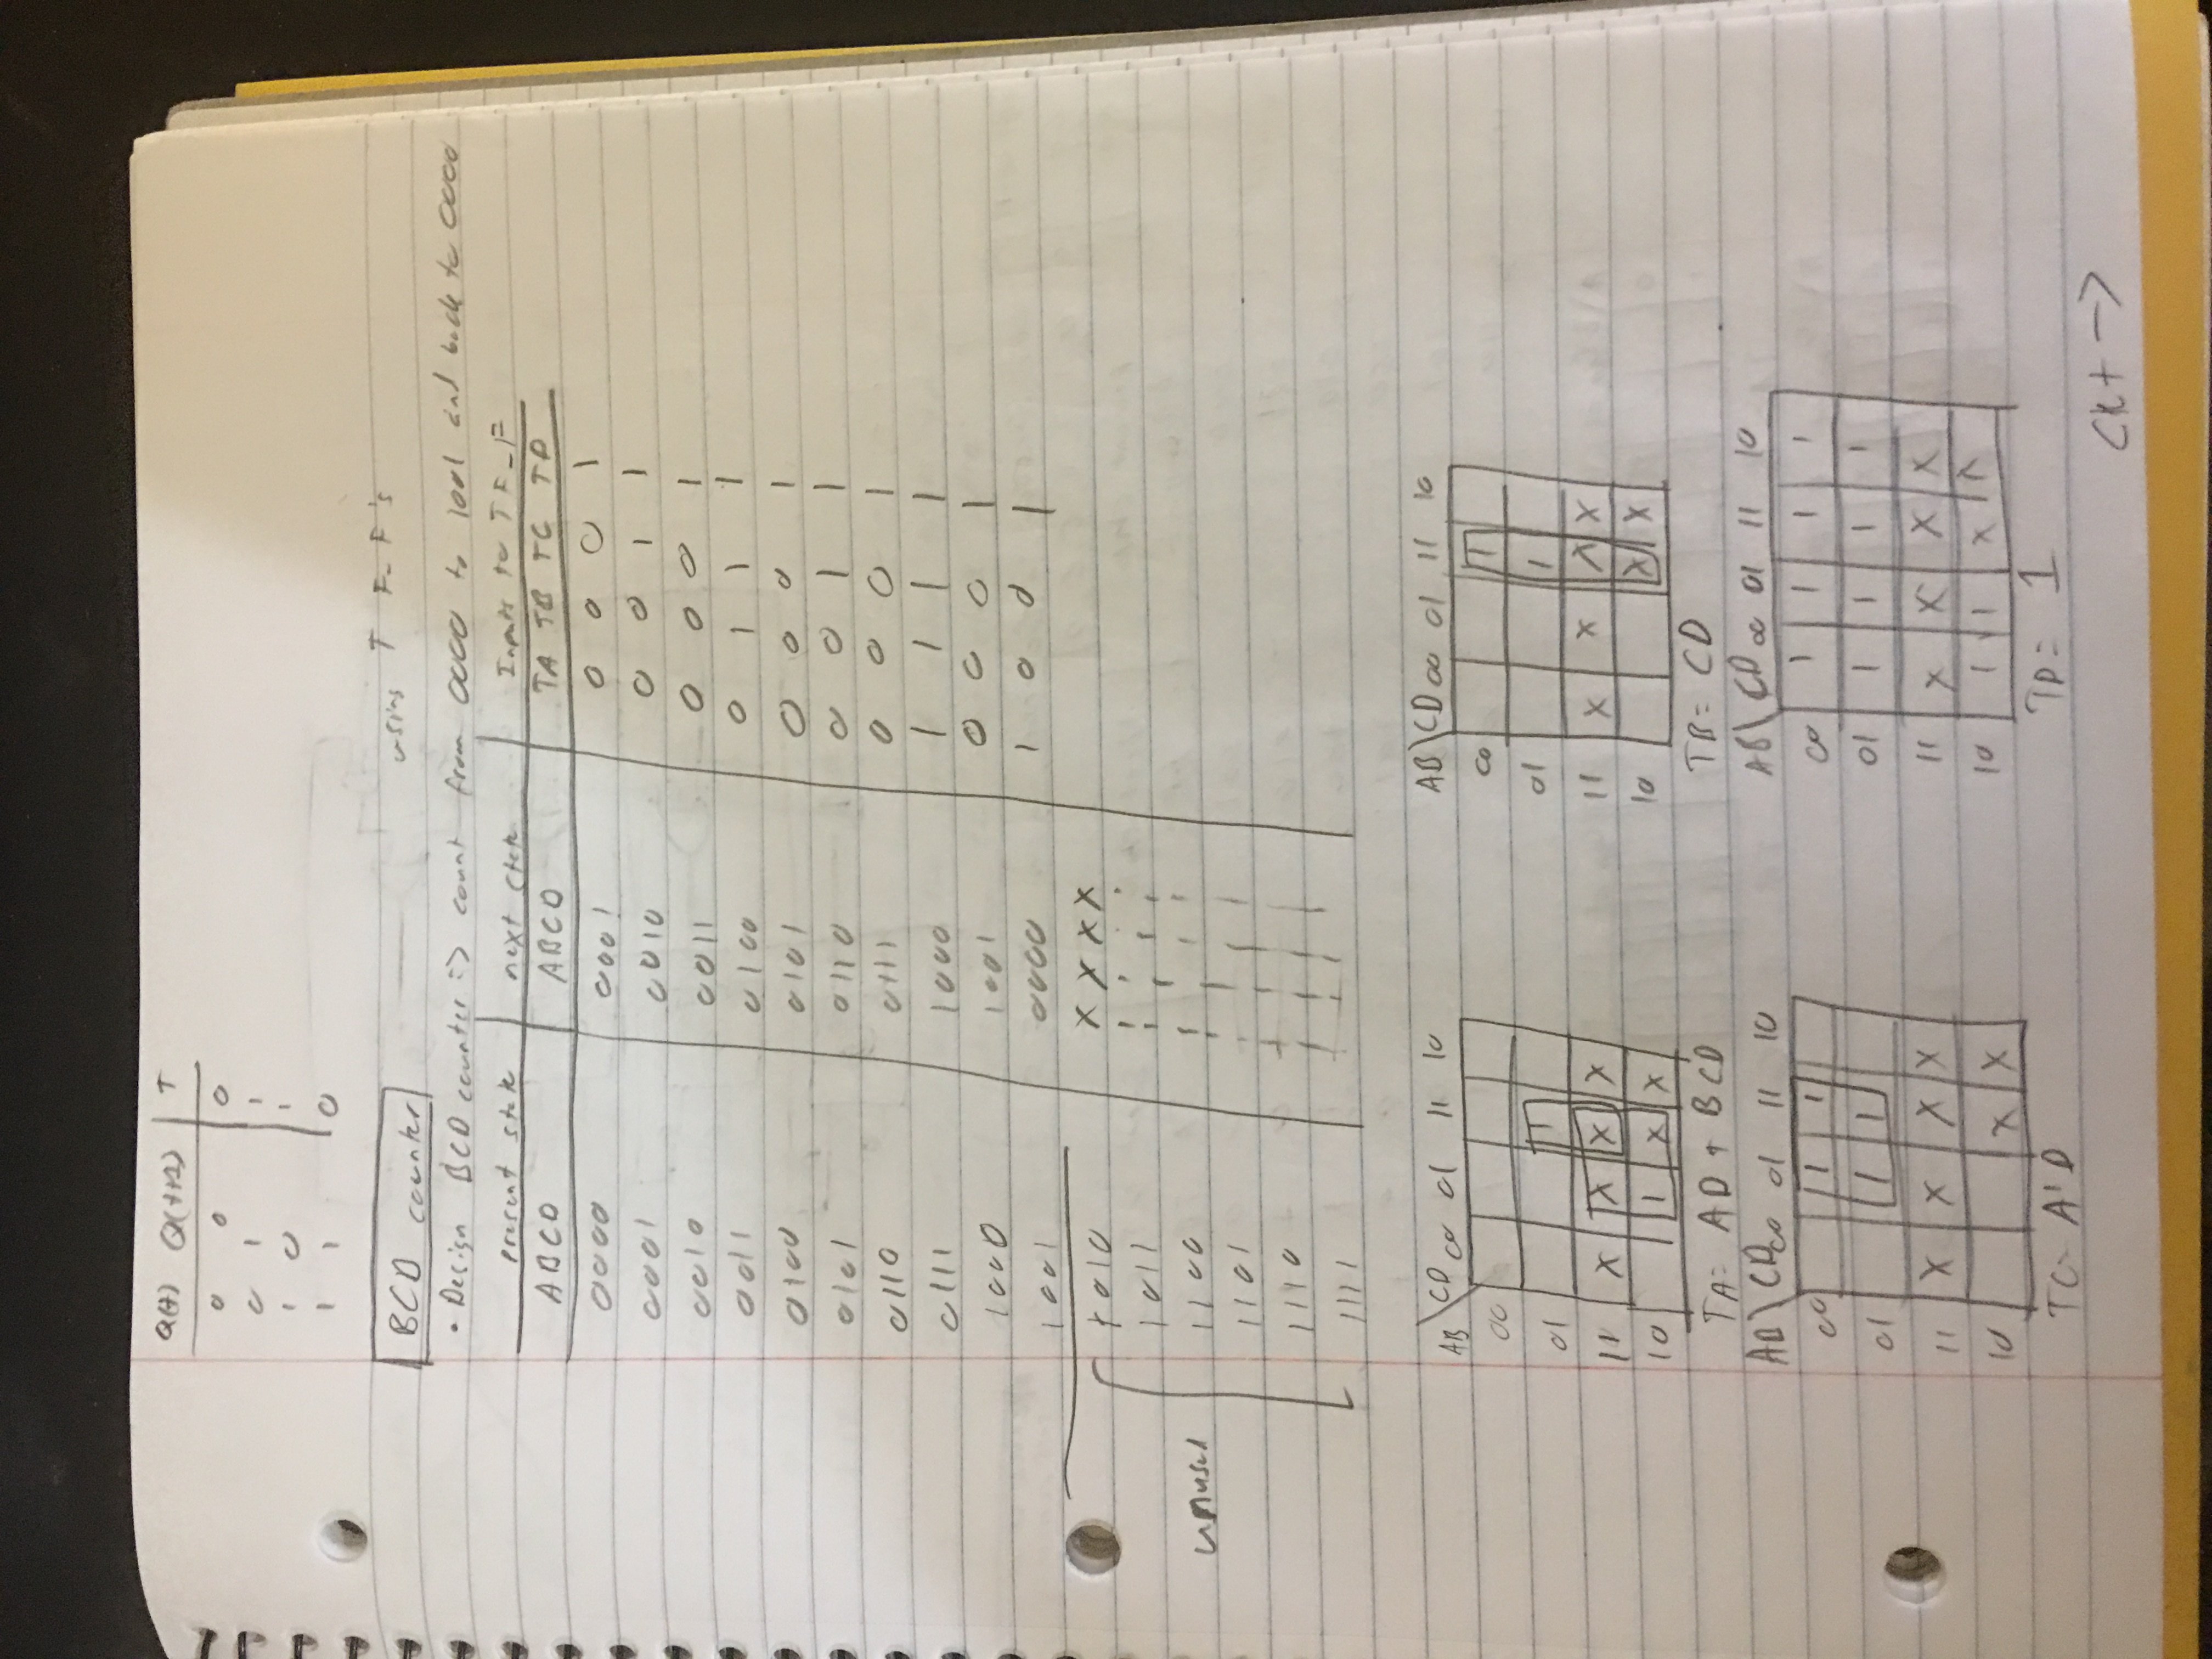 Q(t) Q(t+1) T
0 0 0
0 1 1
1 0 1
1 1 0
using T F-F's
BCD counter
• Design BCD counter => count from 0000 to 1001 and back to 0000
present state next state Inputs to T F-F
ABCD ABCD TA TB TC TD
0000 0001 0 0 0 1
0001 0010 0 0 1 1
0010 0011 0 0 0 1
0011 0100 0 1 1 1
0100 0101 0 0 0 1
0101 0110 0 0 1 1
0110 0111 0 0 0 1
0111 1000 1 1 1 1
1000 1001 0 0 0 1
1001 0000 1 0 0 1
1010 X X X X
1011
unused 1100
1101
1110
1111
AB\CD 00 01 11 10
00
01 1
11 X X X X
10 1 X X
TA= AD + BCD
AB\CD 00 01 11 10
00 1
01 1
11 X X X X
10 X X
TB= CD
AB\CD 00 01 11 10
00 1 1
01 1 1
11 X X X X
10 X X
TC= A'D
AB\CD 00 01 11 10
00 1 1 1 1
01 1 1 1 1
11 X X X X
10 1 1 X X
TD= 1
CKt ->